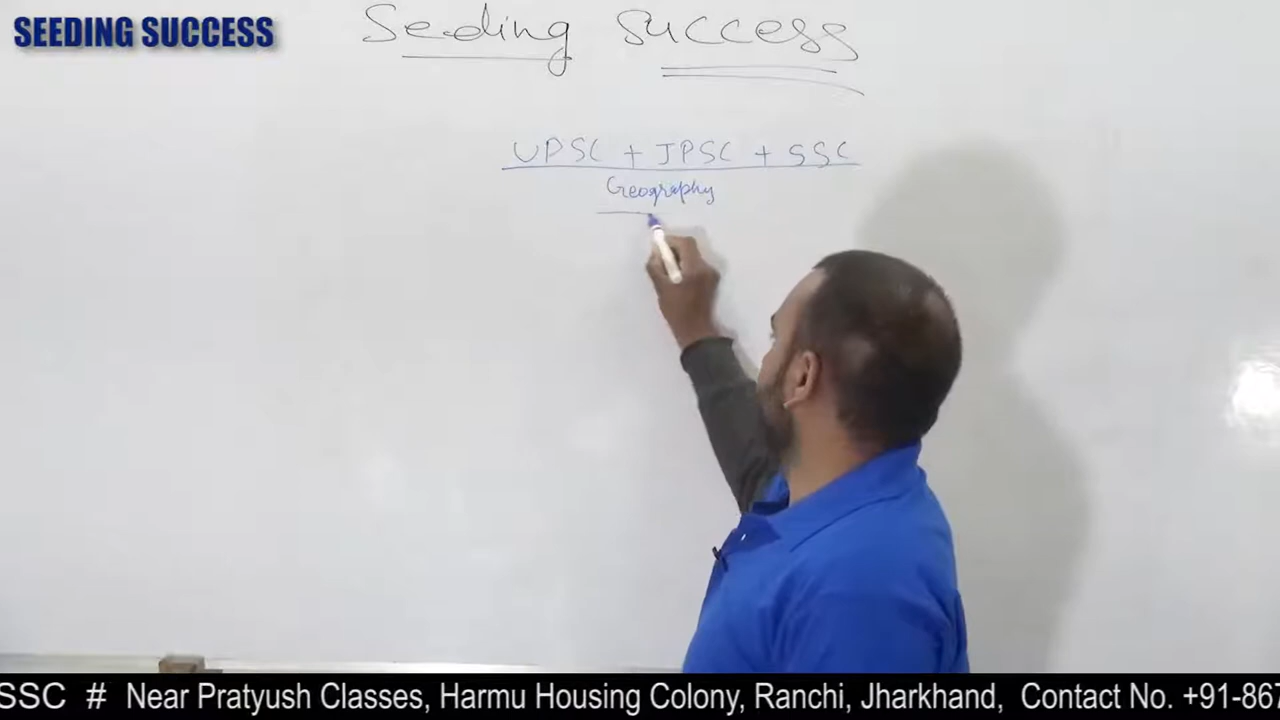 SEEDING SUCCESS
Seeding Success
UPSC + JPSC + SSC
Geography
SSC # Near Pratyush Classes, Harmu Housing Colony, Ranchi, Jharkhand, Contact No. +91-867